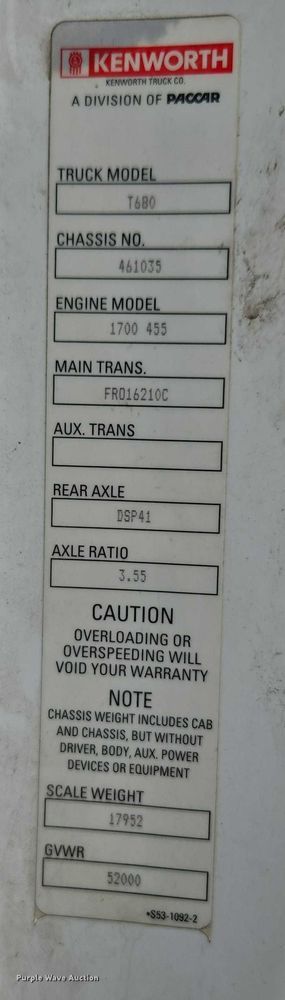 KENWORTH
KENWORTH TRUCK CO.
A DIVISION OF PACCAR
TRUCK MODEL
T680
CHASSIS NO.
461035
ENGINE MODEL
1700 455
MAIN TRANS.
FRO16210C
AUX. TRANS
REAR AXLE
DSP41
AXLE RATIO
3.55
CAUTION
OVERLOADING OR
OVERSPEEDING WILL
VOID YOUR WARRANTY
NOTE
CHASSIS WEIGHT INCLUDES CAB
AND CHASSIS, BUT WITHOUT
DRIVER, BODY, AUX. POWER
DEVICES OR EQUIPMENT
SCALE WEIGHT
17952
GVWR
52000
•S53-1092-2
Purple Wave Auction